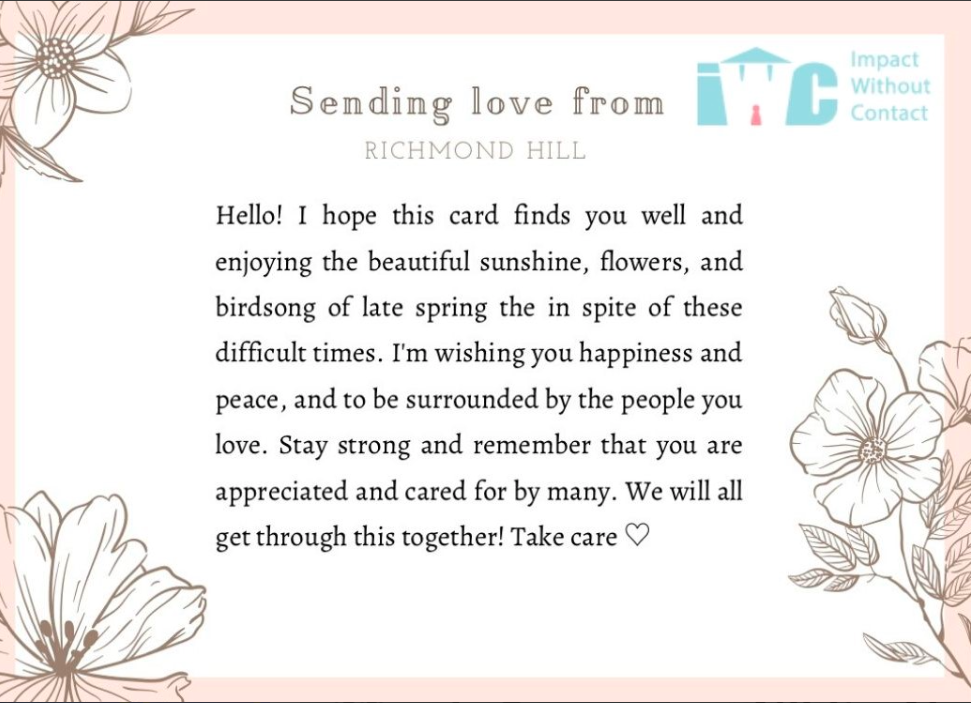 Sending love from
RICHMOND HILL
iWC
Impact
Without
Contact
Hello! I hope this card finds you well and
enjoying the beautiful sunshine, flowers, and
birdsong of late spring the in spite of these
difficult times. I'm wishing you happiness and
peace, and to be surrounded by the people you
love. Stay strong and remember that you are
appreciated and cared for by many. We will all
get through this together! Take care ♡